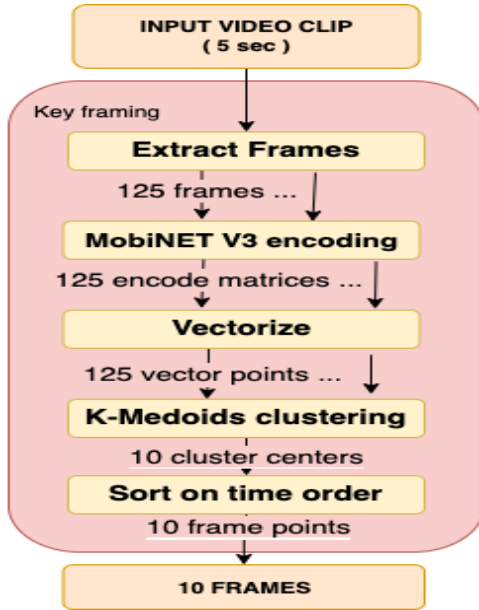 INPUT VIDEO CLIP
( 5 sec )
Key framing
Extract Frames
125 frames ...
MobiNET V3 encoding
125 encode matrices ...
Vectorize
125 vector points ...
K-Medoids clustering
10 cluster centers
Sort on time order
10 frame points
10 FRAMES